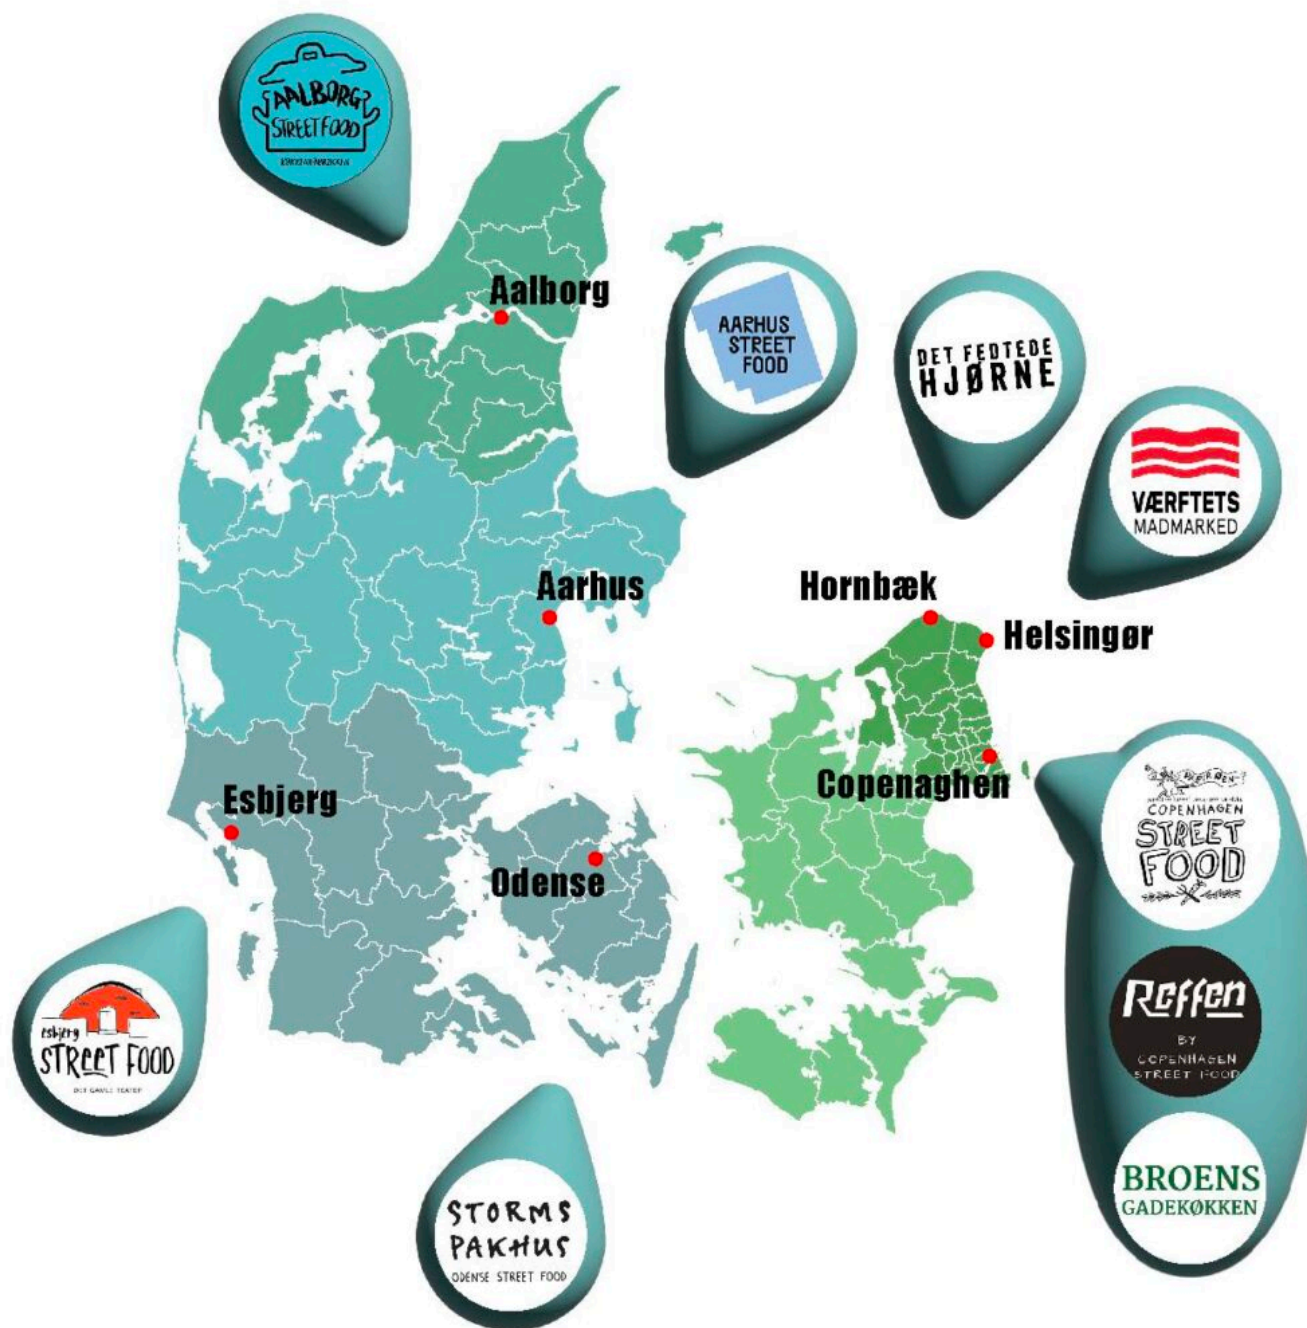 AALBORG
STREET FOOD
Aalborg
AARHUS
STREET
FOOD
DET FEDTEDE
HJØRNE
VÆRFTETS
MADMARKED
Aarhus
Hornbæk
Helsingør
Copenaghen
COPENHAGEN
STREET
FOOD
Esbjerg
Odense
esbjerg
STREET FOOD
Reffen
BY
COPENHAGEN
STREET FOOD
BROENS
GADEKØKKEN
STORMS
PAKHUS
ODENSE STREET FOOD